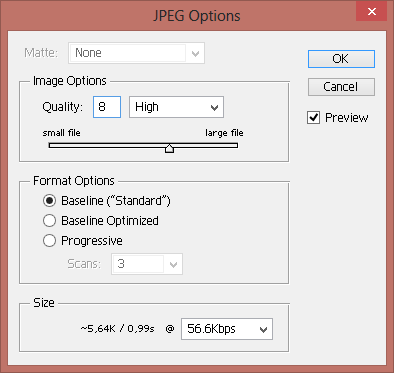 JPEG Options
Matte: None
OK
Image Options
Cancel
Quality: 8 High
Preview
small file large file
Format Options
Baseline (“Standard”)
Baseline Optimized
Progressive
Scans: 3
Size
~5,64K / 0,99s @ 56.6Kbps